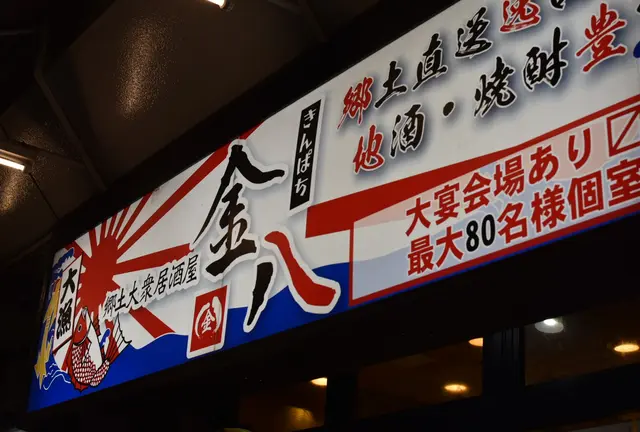 大漁
郷土大衆居酒屋
金八
きんぱち
金
郷土直送
地酒・焼酎
豊
大宴会場あり
最大80名様個室